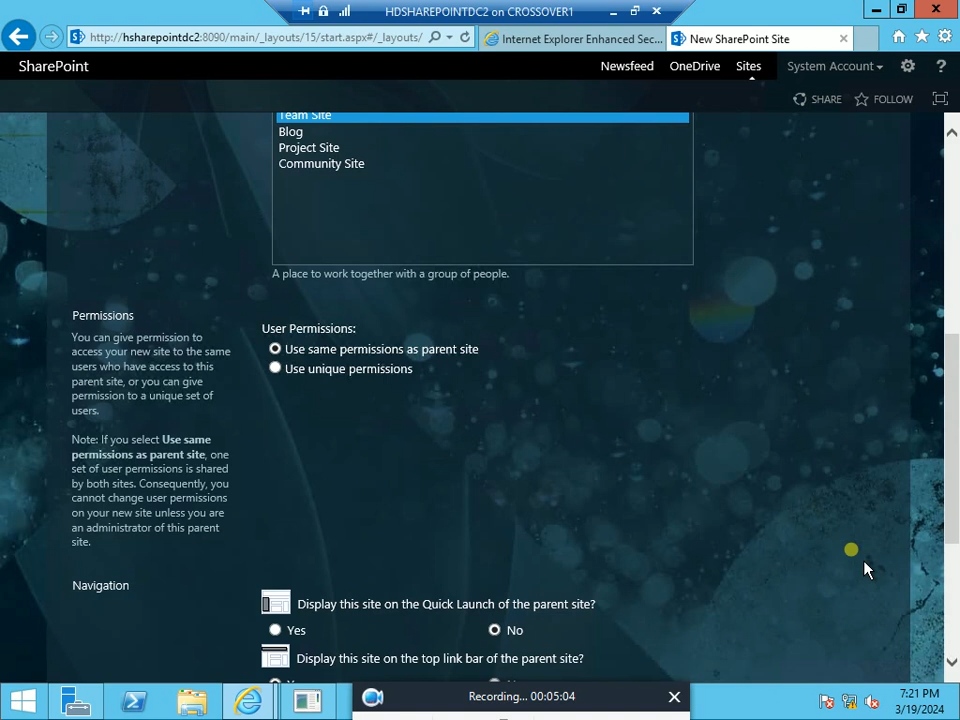 HDSHAREPOINTDC2 on CROSSOVER1
http://hsharepointdc2:8090/main/_layouts/15/start.aspx#/_layouts/
Internet Explorer Enhanced Sec...
New SharePoint Site
SharePoint
Newsfeed
OneDrive
Sites
System Account
?
SHARE
FOLLOW
Team Site
Blog
Project Site
Community Site
A place to work together with a group of people.
Permissions
You can give permission to
access your new site to the same
users who have access to this
parent site, or you can give
permission to a unique set of
users.
Note: If you select Use same
permissions as parent site, one
set of user permissions is shared
by both sites. Consequently, you
cannot change user permissions
on your new site unless you are
an administrator of this parent
site.
User Permissions:
Use same permissions as parent site
Use unique permissions
Navigation
Display this site on the Quick Launch of the parent site?
Yes
No
Display this site on the top link bar of the parent site?
Recording... 00:05:04
7:21 PM
3/19/2024